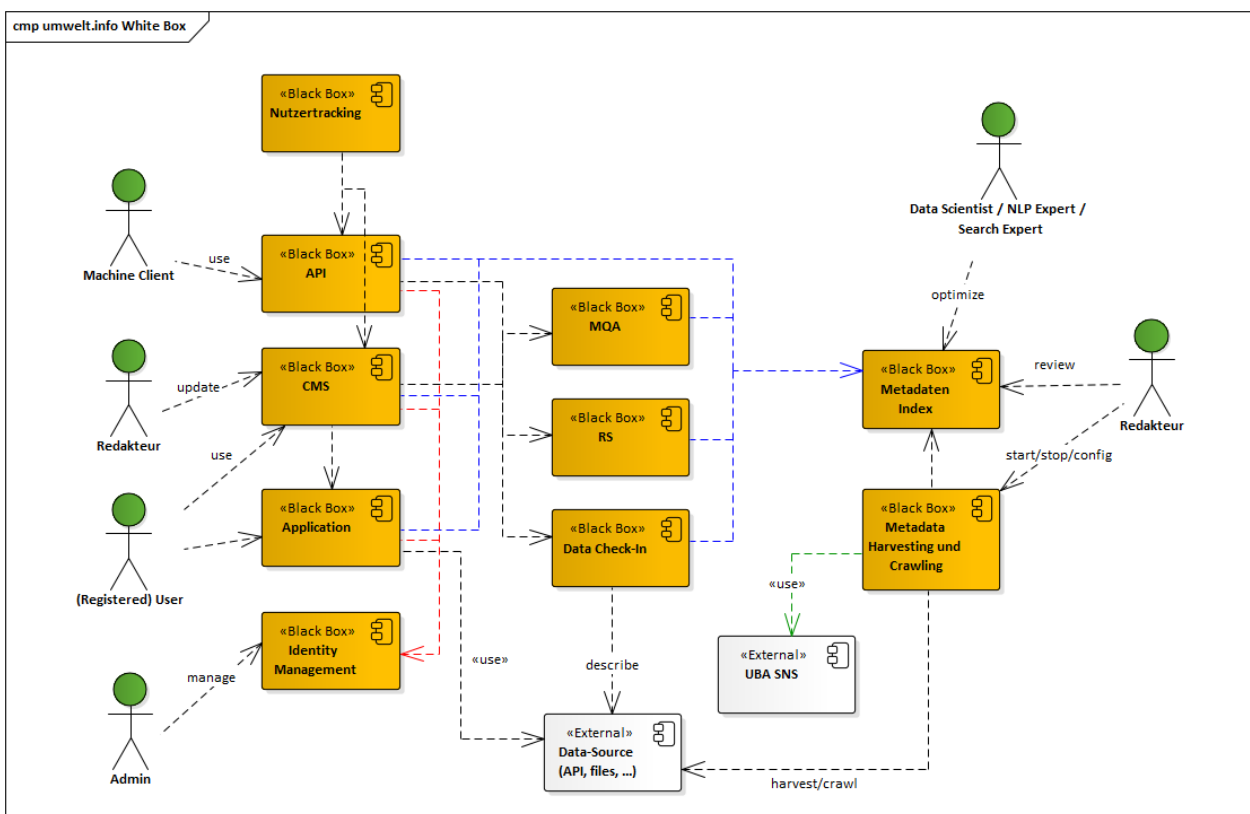 cmp umwelt.info White Box
«Black Box»
Nutzertracking
Machine Client
use
«Black Box»
API
Data Scientist / NLP Expert /
Search Expert
optimize
«Black Box»
MQA
Redakteur
update
«Black Box»
CMS
«Black Box»
Metadaten
Index
review
Redakteur
use
«Black Box»
RS
start/stop/config
(Registered) User
«Black Box»
Application
«Black Box»
Data Check-In
«Black Box»
Metadata
Harvesting und
Crawling
«use»
Admin
manage
«Black Box»
Identity
Management
«use»
describe
«External»
UBA SNS
«External»
Data-Source
(API, files, ...)
harvest/crawl